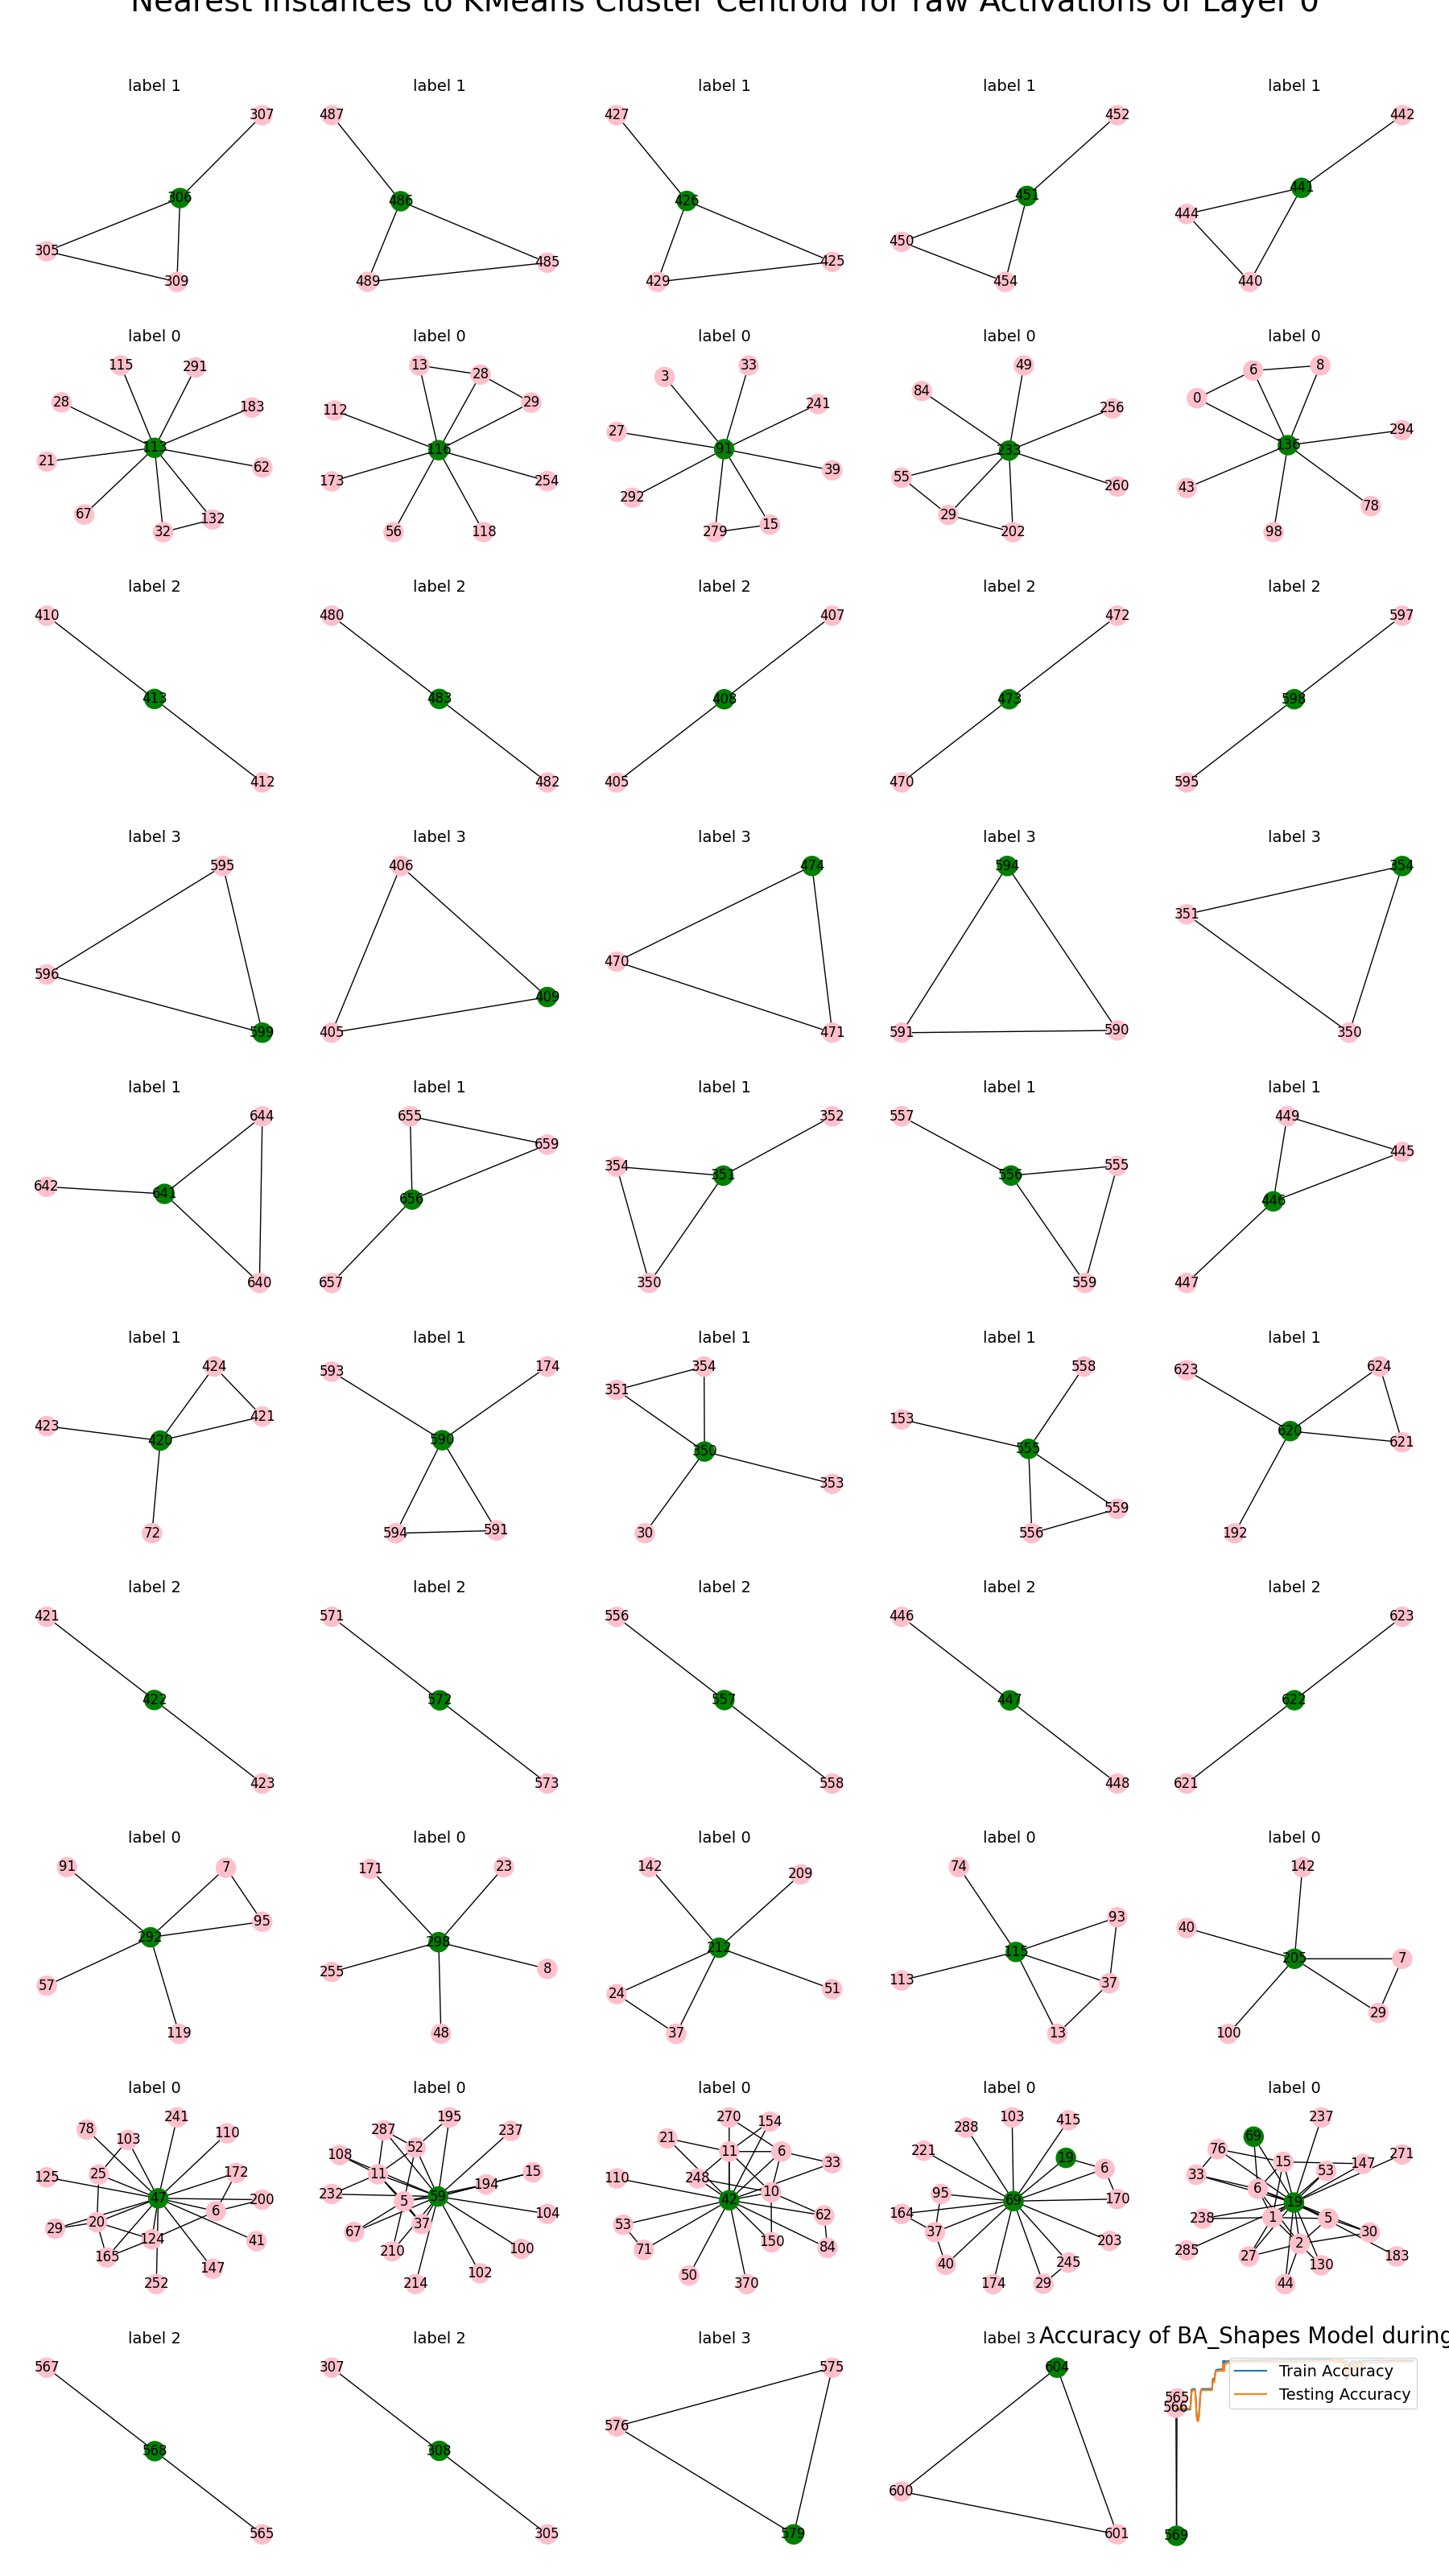 Nearest Instances to KMeans Cluster Centroid for raw Activations of Layer 0
label 1 label 1 label 1 label 1 label 1
307 487 427 452 442
306 486 426 451 441
305 309 489 485 429 425 450 454 444 440
label 0 label 0 label 0 label 0 label 0
115 291 28 183 113 21 62 67 32 132
13 28 29 112 116 173 254 56 118
3 33 241 27 91 39 292 279 15
49 84 256 233 55 260 29 202
6 8 0 136 294 43 78 98
label 2 label 2 label 2 label 2 label 2
410 480 407 472 597
413 483 408 473 598
412 482 405 470 595
label 3 label 3 label 3 label 3 label 3
595 596 599
406 409 405
474 470 471
594 591 590
354 351 350
label 1 label 1 label 1 label 1 label 1
644 642 641 640
655 659 656 657
352 354 351 350
557 556 555 559
449 445 446 447
label 1 label 1 label 1 label 1 label 1
424 423 421 420 72
593 174 590 594 591
354 351 350 353 30
558 153 555 559 556
623 624 620 621 192
label 2 label 2 label 2 label 2 label 2
421 571 556 446 623
422 572 557 447 622
423 573 558 448 621
label 0 label 0 label 0 label 0 label 0
91 7 95 292 57 119
171 23 298 255 8 48
142 209 212 24 51 37
74 93 115 113 37 13
142 40 205 7 29 100
label 0 label 0 label 0 label 0 label 0
241 78 110 103 125 25 172 47 200 6 20 29 124 41 165 147 252
195 287 237 52 108 11 15 194 232 59 5 104 67 37 210 100 102 214
270 154 21 11 6 33 110 248 10 42 62 53 71 150 84 50 370
103 415 288 221 19 6 95 69 170 164 37 203 40 245 174 29
237 69 76 15 271 147 33 53 6 19 238 1 5 30 285 2 27 130 183 44
label 2 label 2 label 3 label 3 Accuracy of BA_Shapes Model during
567 307 575 604 Train Accuracy
Testing Accuracy
565
566
576
568 308
600
565 305 579 601 569